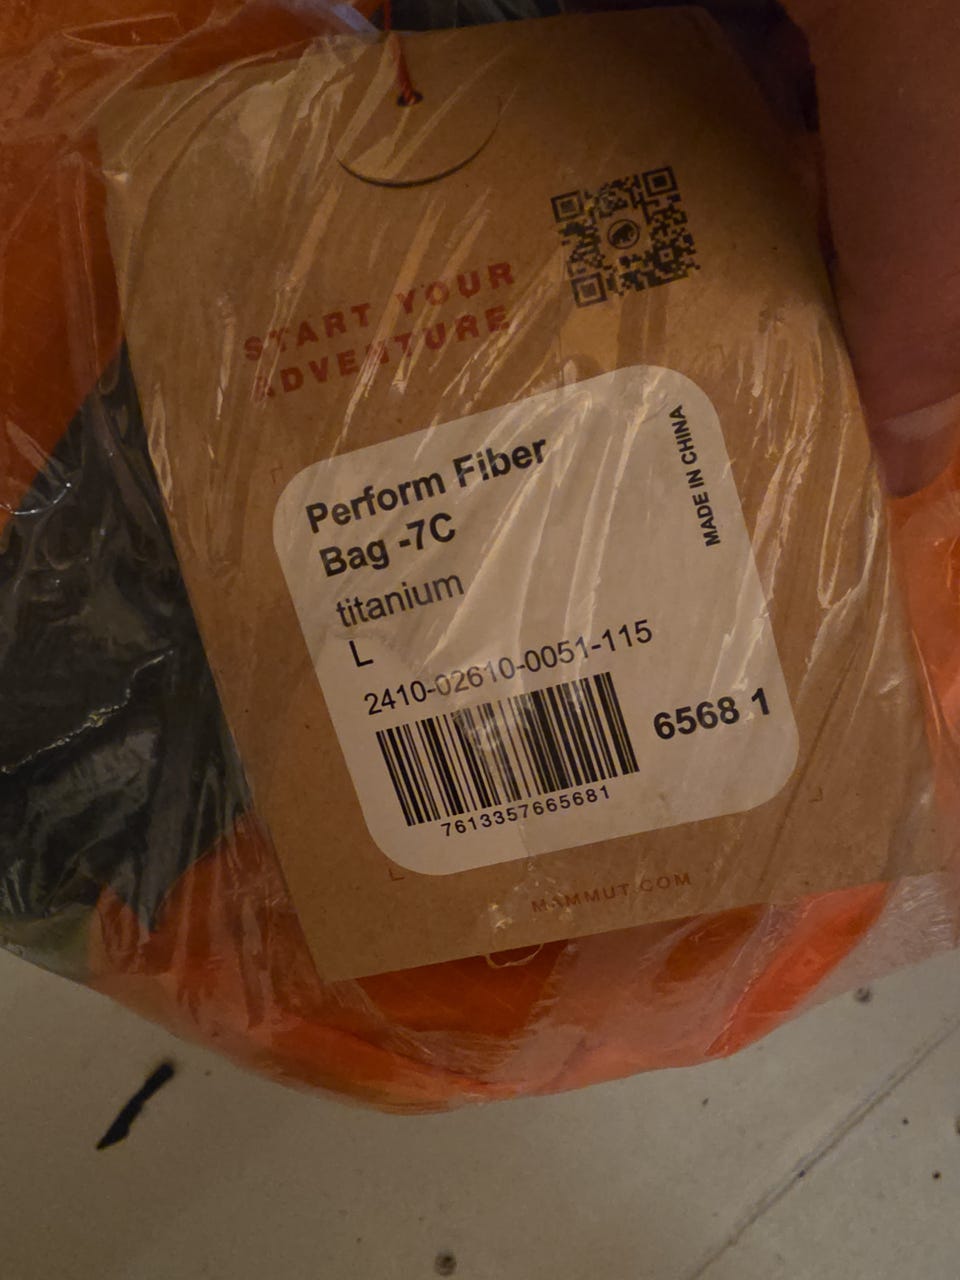 START YOUR
ADVENTURE
MADE IN CHINA
Perform Fiber
Bag -7C
titanium
L
2410-02610-0051-115
6568 1
7613357665681
MAMMUT.COM